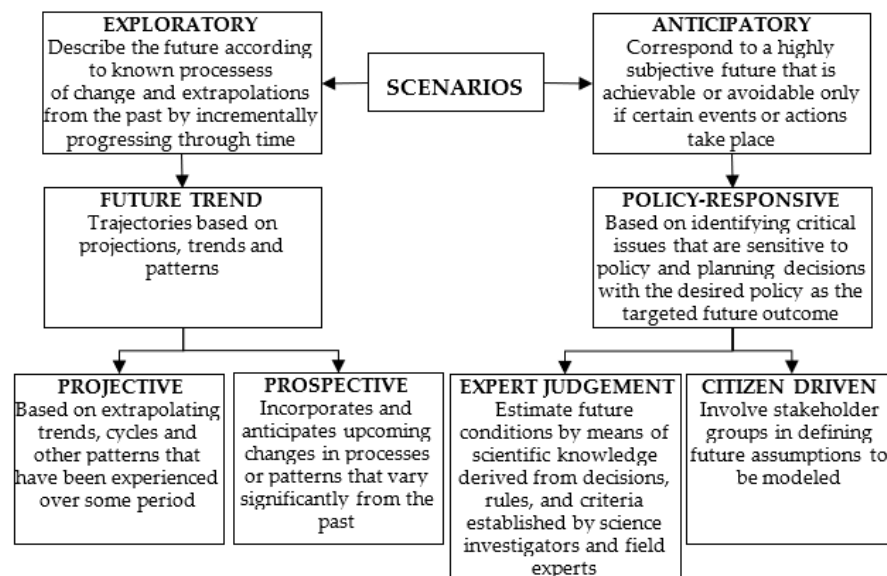 EXPLORATORY
Describe the future according
to known processess
of change and extrapolations
from the past by incrementally
progressing through time
SCENARIOS
ANTICIPATORY
Correspond to a highly
subjective future that is
achievable or avoidable only
if certain events or actions
take place
FUTURE TREND
Trajectories based on
projections, trends and
patterns
POLICY-RESPONSIVE
Based on identifying critical
issues that are sensitive to
policy and planning decisions
with the desired policy as the
targeted future outcome
PROJECTIVE
Based on extrapolating
trends, cycles and
other patterns that
have been experienced
over some period
PROSPECTIVE
Incorporates and
anticipates upcoming
changes in processes
or patterns that vary
significantly from the
past
EXPERT JUDGEMENT
Estimate future
conditions by means of
scientific knowledge
derived from decisions,
rules, and criteria
established by science
investigators and field
experts
CITIZEN DRIVEN
Involve stakeholder
groups in defining
future assumptions to
be modeled